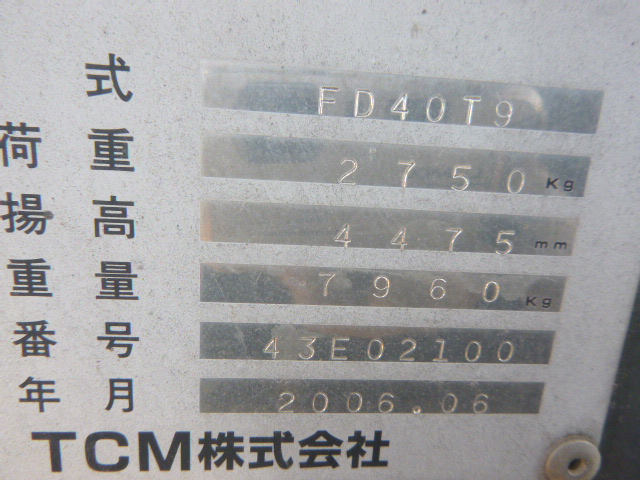 式 FD40T9
荷重 2750 Kg
揚高 4475 mm
重量 7960 Kg
番号 43E02100
年月 2006.06
TCM株式会社